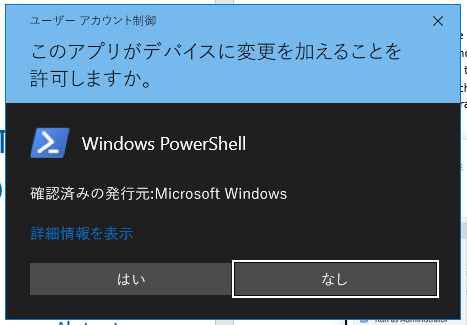 ユーザー アカウント制御
このアプリがデバイスに変更を加えることを
許可しますか。
Windows PowerShell
確認済みの発行元:Microsoft Windows
詳細情報を表示
はい
なし
Run as Administrator